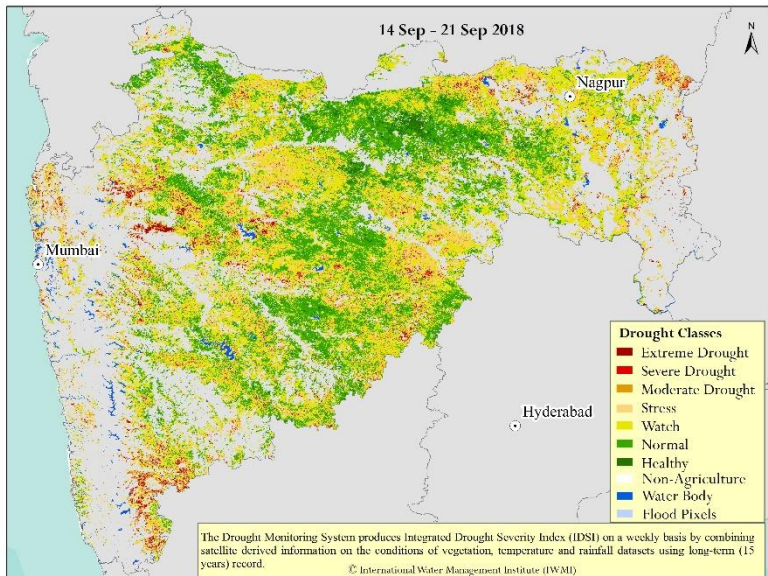 14 Sep - 21 Sep 2018
N
Nagpur
Mumbai
Hyderabad
Drought Classes
Extreme Drought
Severe Drought
Moderate Drought
Stress
Watch
Normal
Healthy
Non-Agriculture
Water Body
Flood Pixels
The Drought Monitoring System produces Integrated Drought Severity Index (IDSI) on a weekly basis by combining
satellite derived information on the conditions of vegetation, temperature and rainfall datasets using long-term (15
years) record.
© International Water Management Institute (IWMI)